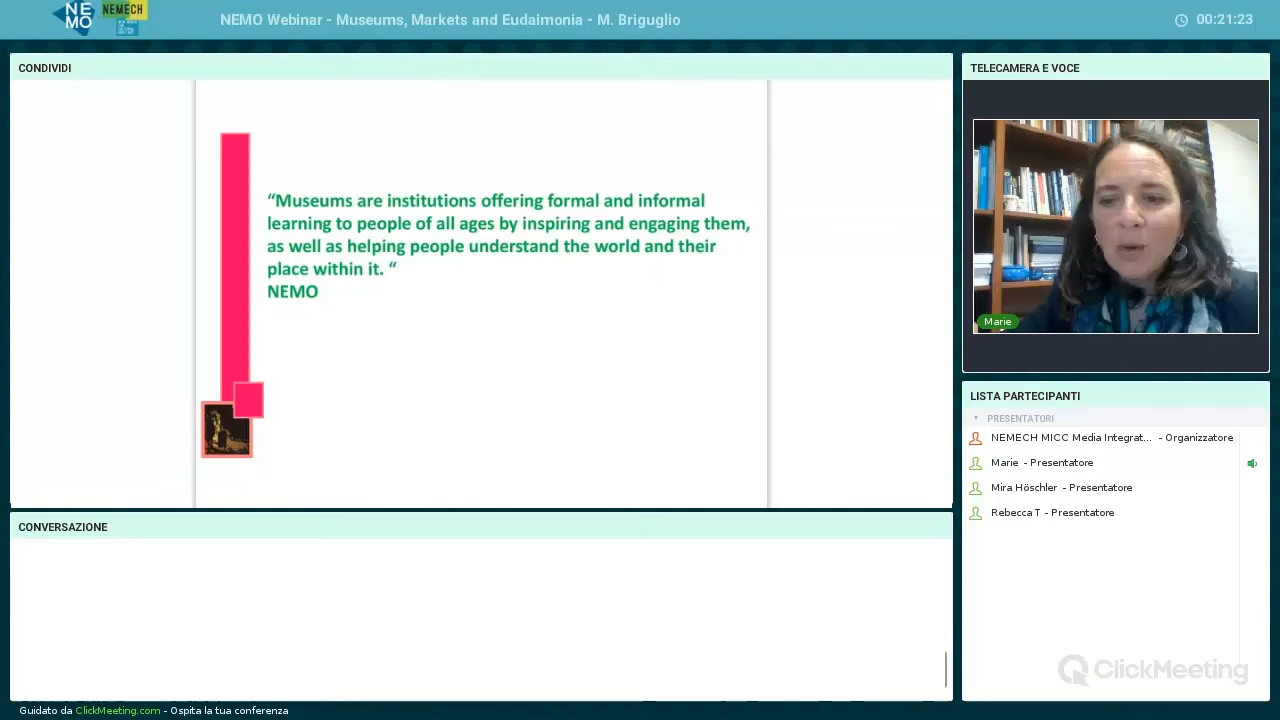 NE
MO
NEMECH
NEMO Webinar - Museums, Markets and Eudaimonia - M. Briguglio
00:21:23
CONDIVIDI
“Museums are institutions offering formal and informal
learning to people of all ages by inspiring and engaging them,
as well as helping people understand the world and their
place within it. “
NEMO
TELECAMERA E VOCE
Marie
LISTA PARTECIPANTI
PRESENTATORI
NEMECH MICC Media Integrat... - Organizzatore
Marie - Presentatore
Mira Höschler - Presentatore
Rebecca T - Presentatore
CONVERSAZIONE
ClickMeeting
Guidato da ClickMeeting.com - Ospita la tua conferenza